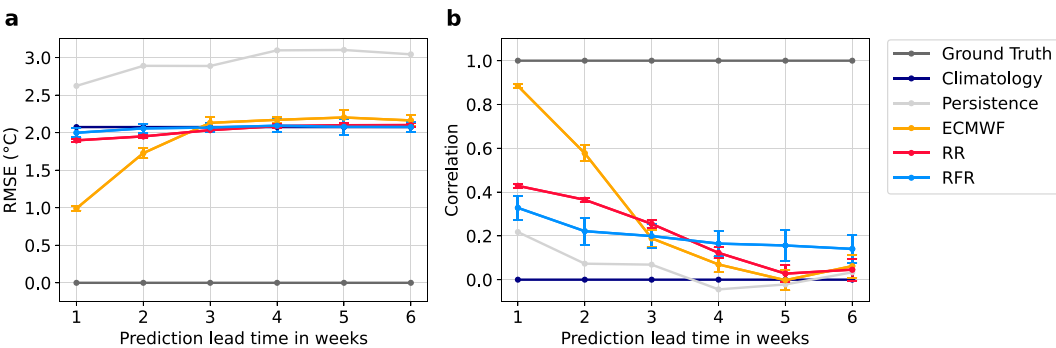 a
3.0
2.5
2.0
1.5
1.0
0.5
0.0
RMSE (°C)
1 2 3 4 5 6
Prediction lead time in weeks
b
1.0
0.8
0.6
0.4
0.2
0.0
Correlation
1 2 3 4 5 6
Prediction lead time in weeks
Ground Truth
Climatology
Persistence
ECMWF
RR
RFR